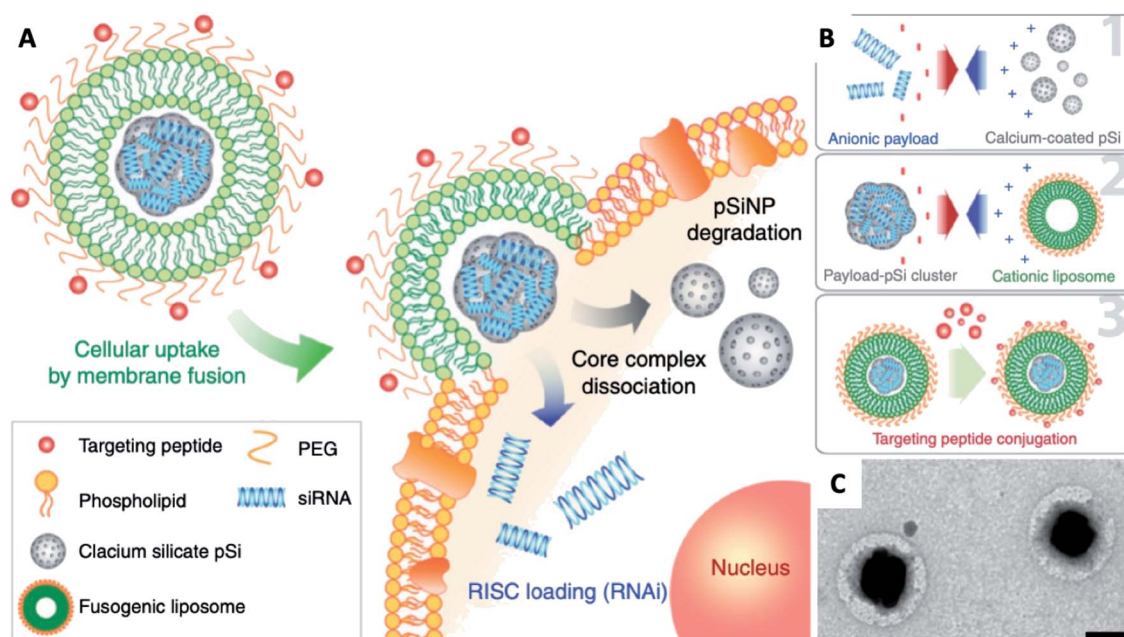 A
Cellular uptake
by membrane fusion
Targeting peptide
PEG
Phospholipid
siRNA
Clacium silicate pSi
Fusogenic liposome
pSiNP
degradation
Core complex
dissociation
RISC loading (RNAi)
Nucleus
B
1
Anionic payload
Calcium-coated pSi
2
Payload-pSi cluster
Cationic liposome
3
Targeting peptide conjugation
C